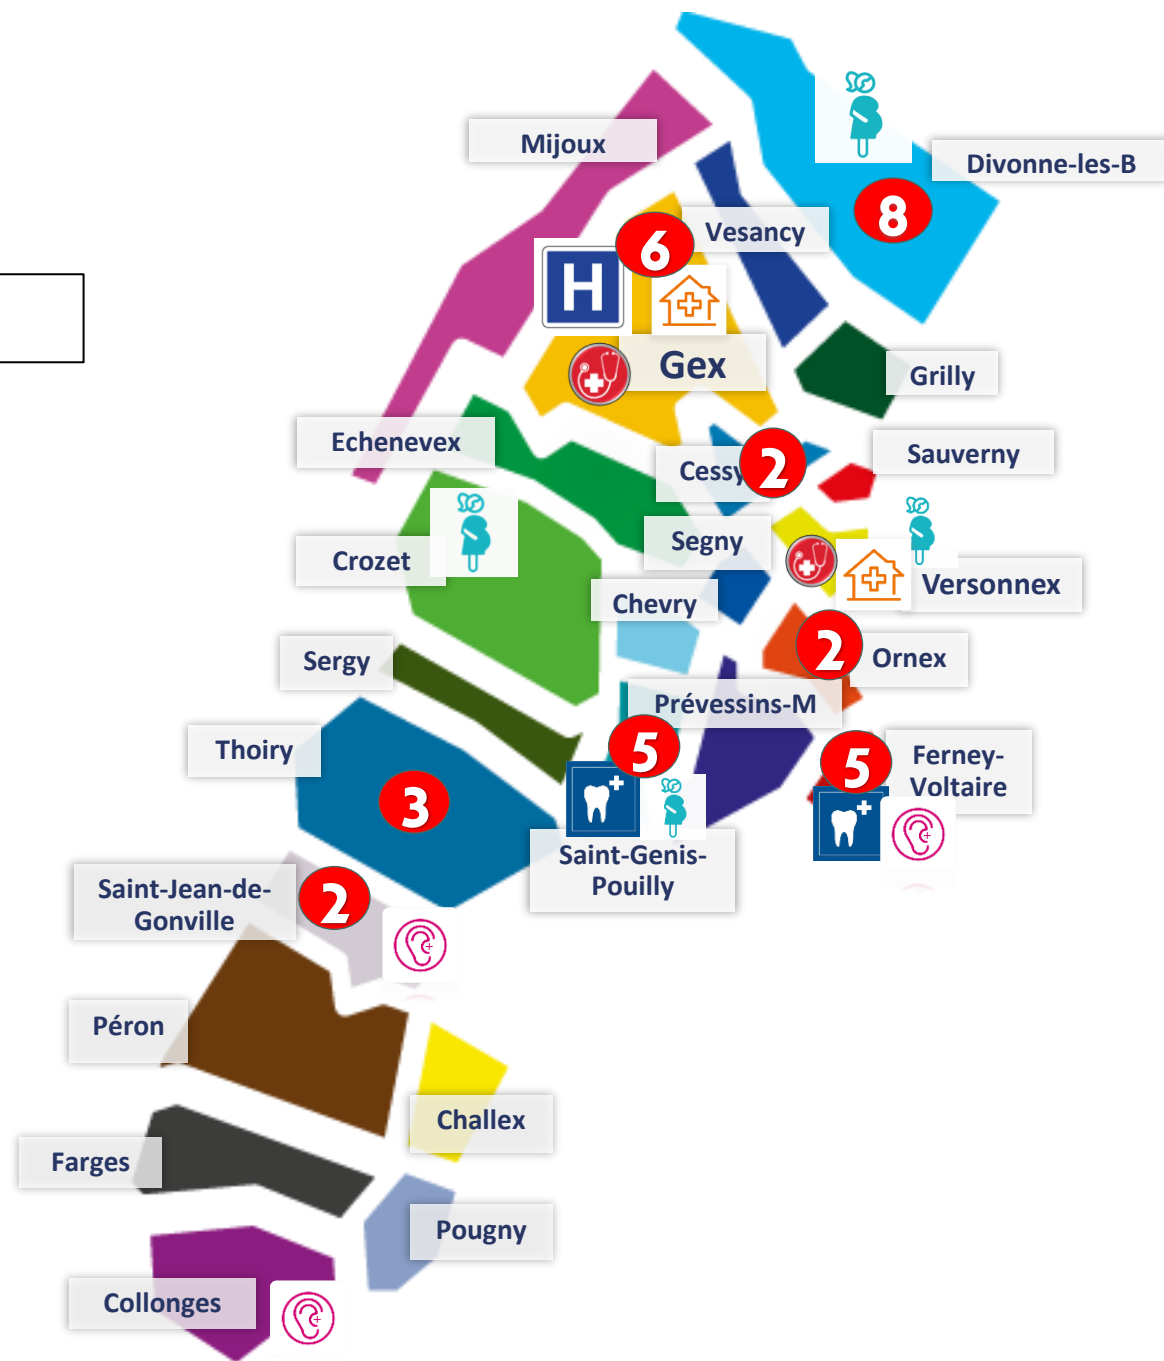 Mijoux
Divonne-les-B
8
Vesancy
6
H
Gex
Grilly
Echenevex
Sauverny
Cessy
2
Segny
Crozet
Versonnex
Chevry
2
Ornex
Sergy
Prévessins-M
Thoiry
5
5
Ferney-
Voltaire
3
Saint-Genis-
Pouilly
Saint-Jean-de-
Gonville
2
Péron
Challex
Farges
Pougny
Collonges